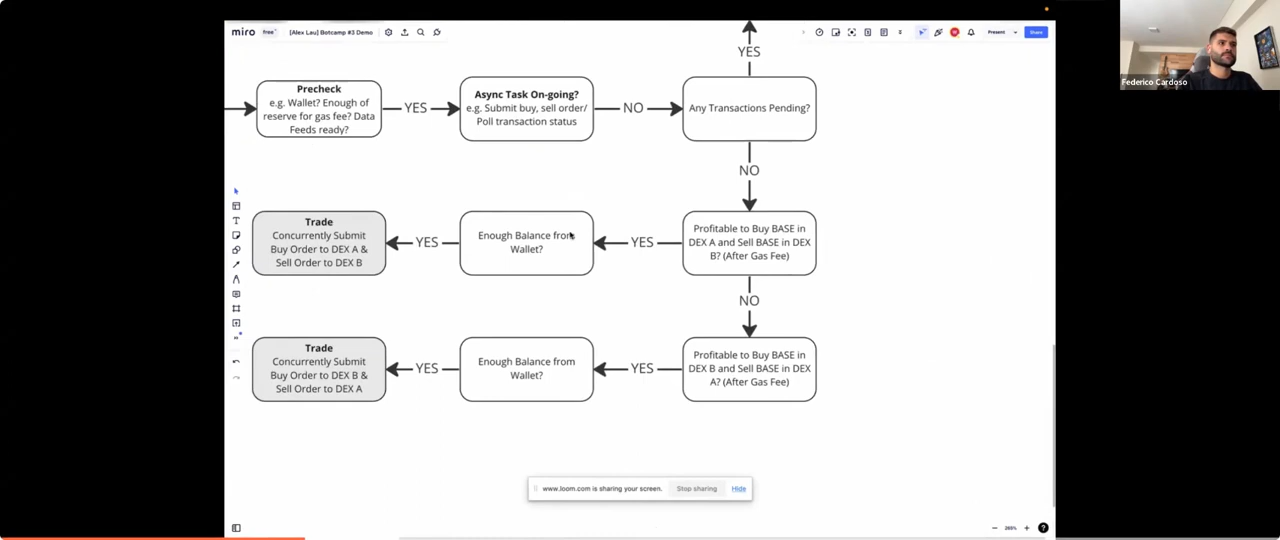 miro free [Alex Lau] Botcamp #3 Demo
Present
Share
Federico Cardoso
YES
Precheck
e.g. Wallet? Enough of
reserve for gas fee? Data
Feeds ready?
YES
Async Task On-going?
e.g. Submit buy, sell order/
Poll transaction status
NO
Any Transactions Pending?
NO
Trade
Concurrently Submit
Buy Order to DEX A &
Sell Order to DEX B
YES
Enough Balance from
Wallet?
YES
Profitable to Buy BASE in
DEX A and Sell BASE in DEX
B? (After Gas Fee)
NO
Trade
Concurrently Submit
Buy Order to DEX B &
Sell Order to DEX A
YES
Enough Balance from
Wallet?
YES
Profitable to Buy BASE in
DEX B and Sell BASE in DEX
A? (After Gas Fee)
www.loom.com is sharing your screen.
Stop sharing
Hide